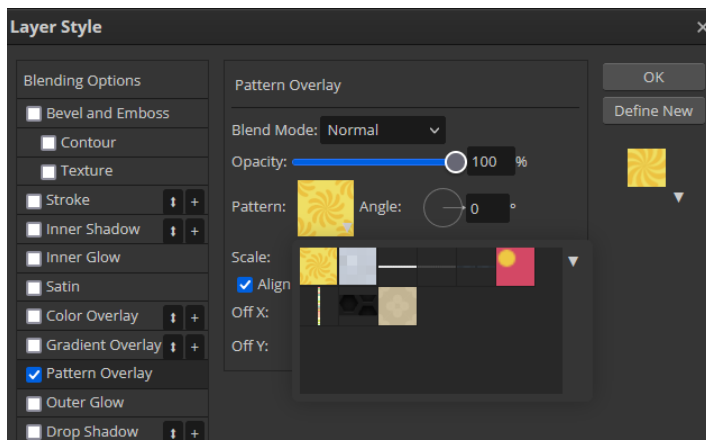 Layer Style
Blending Options
Bevel and Emboss
Contour
Texture
Stroke
Inner Shadow
Inner Glow
Satin
Color Overlay
Gradient Overlay
Pattern Overlay
Outer Glow
Drop Shadow
Pattern Overlay
Blend Mode: Normal
Opacity: 100 %
Pattern: Angle: 0 °
Scale:
Align
Off X:
Off Y:
OK
Define New